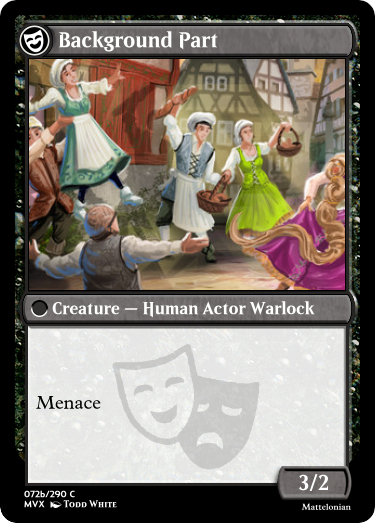 Background Part
Creature — Human Actor Warlock
Menace
3/2
072b/290 C
MVX Todd White
Mattelonian